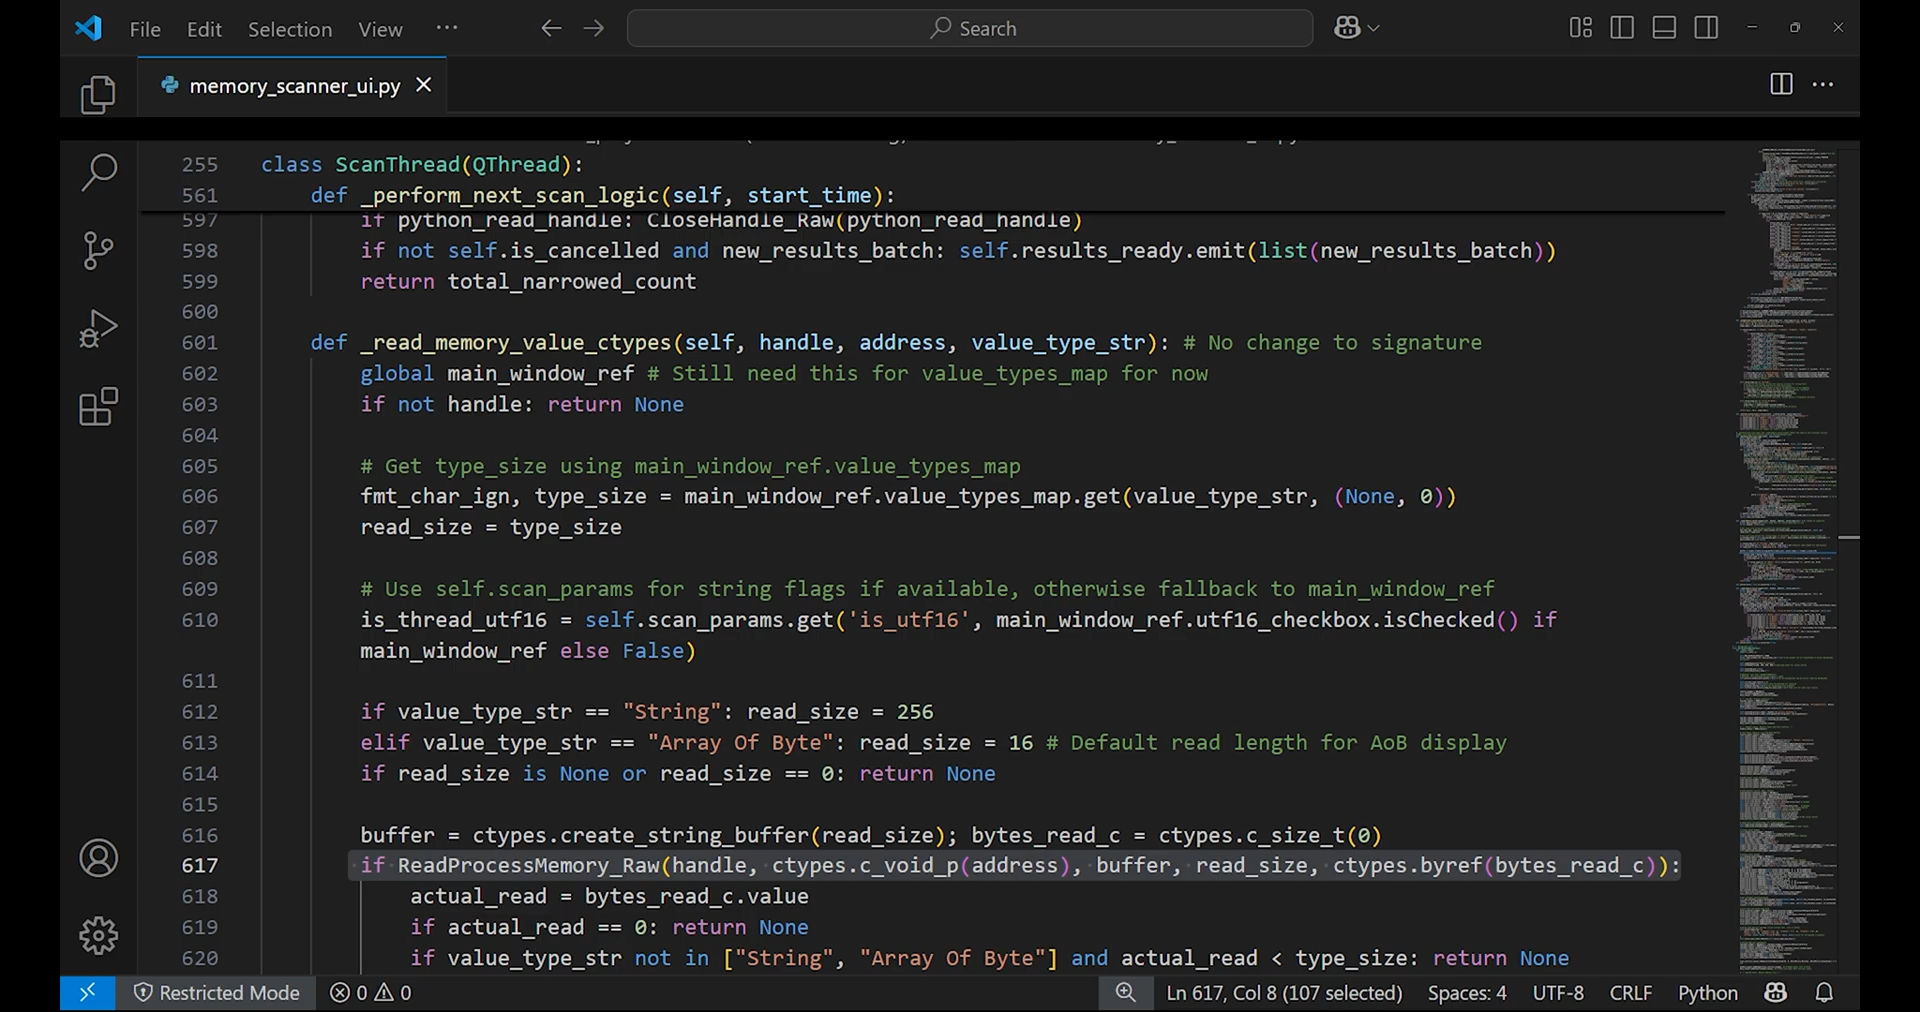 File Edit Selection View ··· Search
memory_scanner_ui.py
255 class ScanThread(QThread):
561 def _perform_next_scan_logic(self, start_time):
597 if python_read_handle: CloseHandle_Raw(python_read_handle)
598 if not self.is_cancelled and new_results_batch: self.results_ready.emit(list(new_results_batch))
599 return total_narrowed_count
600
601 def _read_memory_value_ctypes(self, handle, address, value_type_str): # No change to signature
602 global main_window_ref # Still need this for value_types_map for now
603 if not handle: return None
604
605 # Get type_size using main_window_ref.value_types_map
606 fmt_char_ign, type_size = main_window_ref.value_types_map.get(value_type_str, (None, 0))
607 read_size = type_size
608
609 # Use self.scan_params for string flags if available, otherwise fallback to main_window_ref
610 is_thread_utf16 = self.scan_params.get('is_utf16', main_window_ref.utf16_checkbox.isChecked() if
main_window_ref else False)
611
612 if value_type_str == "String": read_size = 256
613 elif value_type_str == "Array Of Byte": read_size = 16 # Default read length for AoB display
614 if read_size is None or read_size == 0: return None
615
616 buffer = ctypes.create_string_buffer(read_size); bytes_read_c = ctypes.c_size_t(0)
617 if ReadProcessMemory_Raw(handle, ctypes.c_void_p(address), buffer, read_size, ctypes.byref(bytes_read_c)):
618 actual_read = bytes_read_c.value
619 if actual_read == 0: return None
620 if value_type_str not in ["String", "Array Of Byte"] and actual_read < type_size: return None
Restricted Mode 0 0 Ln 617, Col 8 (107 selected) Spaces: 4 UTF-8 CRLF Python